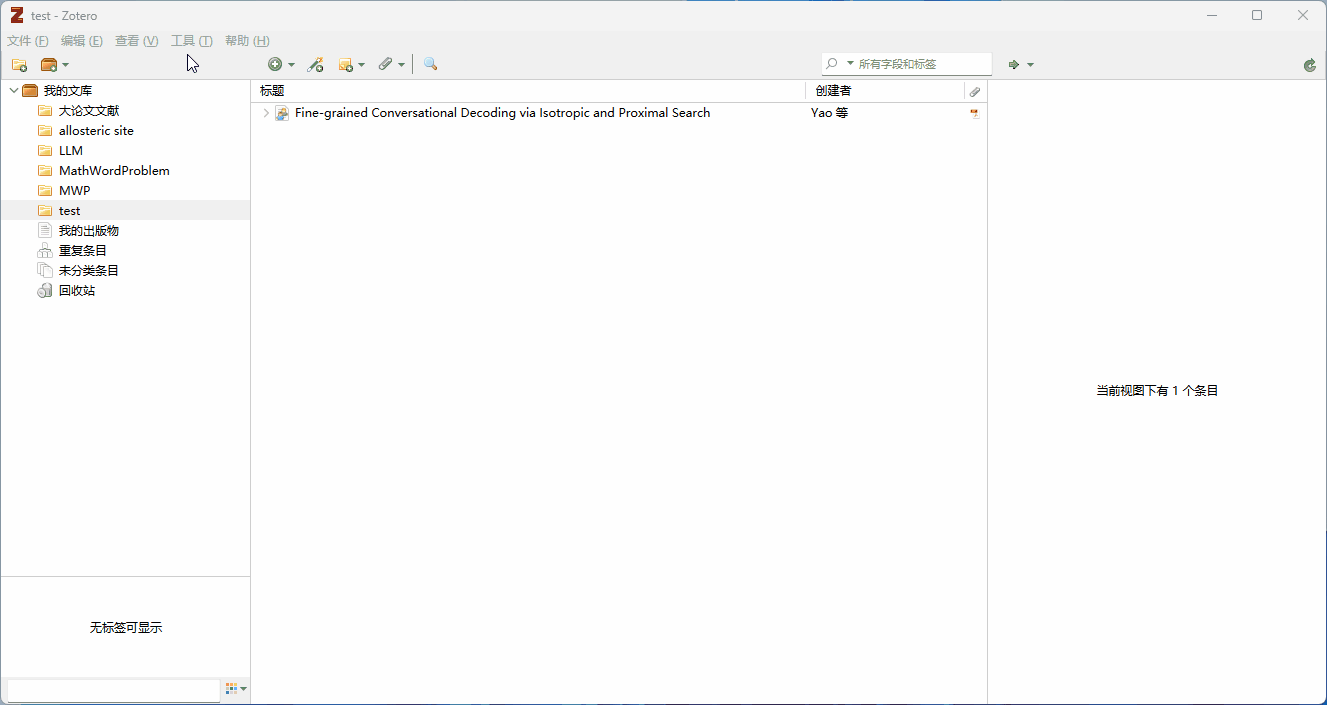 test - Zotero
文件 (F) 编辑 (E) 查看 (V) 工具 (T) 帮助 (H)
所有字段和标签
我的文库
大论文文献
allosteric site
LLM
MathWordProblem
MWP
test
我的出版物
重复条目
未分类条目
回收站
无标签可显示
标题 创建者
Fine-grained Conversational Decoding via Isotropic and Proximal Search Yao 等
当前视图下有 1 个条目